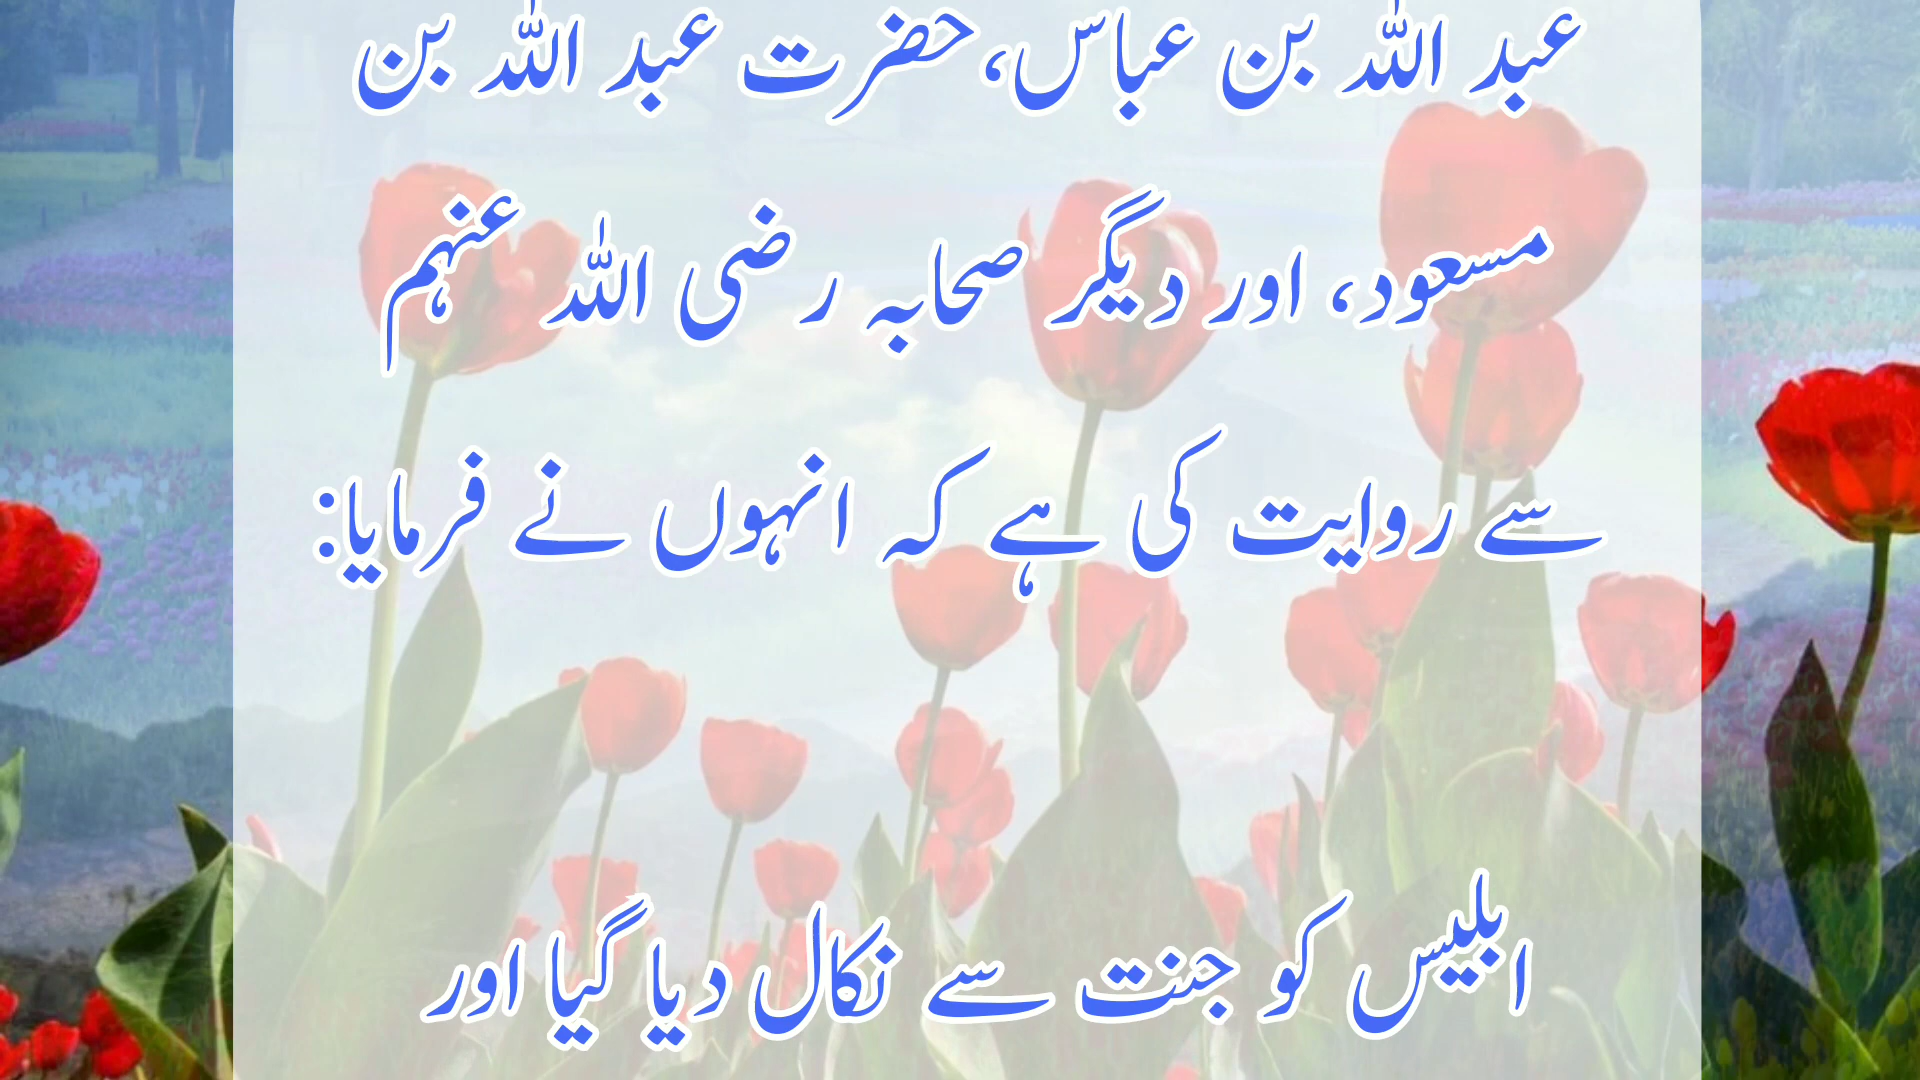 عبد اللہ بن عباس، حضرت عبد اللہ بن
مسعود، اور دیگر صحابہ رضی اللہ عنہم
سے روایت کی ہے کہ انہوں نے فرمایا:
ابلیس کو جنت سے نکال دیا گیا اور